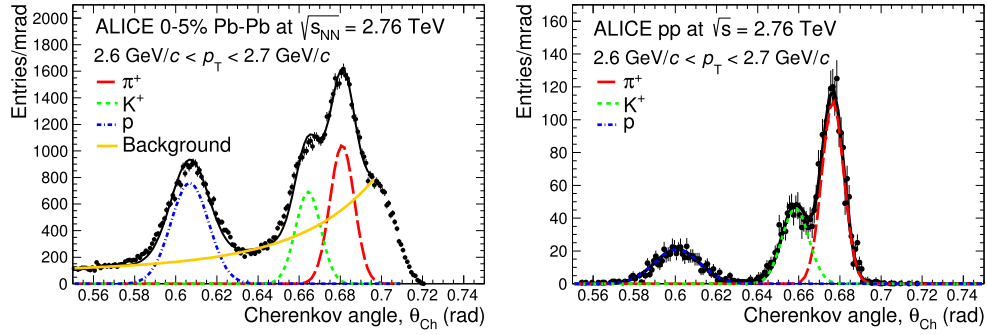 ALICE 0-5% Pb-Pb at √s_NN = 2.76 TeV
2.6 GeV/c < p_T < 2.7 GeV/c
π⁺
K⁺
p
Background
Entries/mrad
2000
1800
1600
1400
1200
1000
800
600
400
200
0
0.56 0.58 0.6 0.62 0.64 0.66 0.68 0.7 0.72 0.74
Cherenkov angle, θ_Ch (rad)
ALICE pp at √s = 2.76 TeV
2.6 GeV/c < p_T < 2.7 GeV/c
π⁺
K⁺
p
Entries/mrad
160
140
120
100
80
60
40
20
0
0.56 0.58 0.6 0.62 0.64 0.66 0.68 0.7 0.72 0.74
Cherenkov angle, θ_Ch (rad)